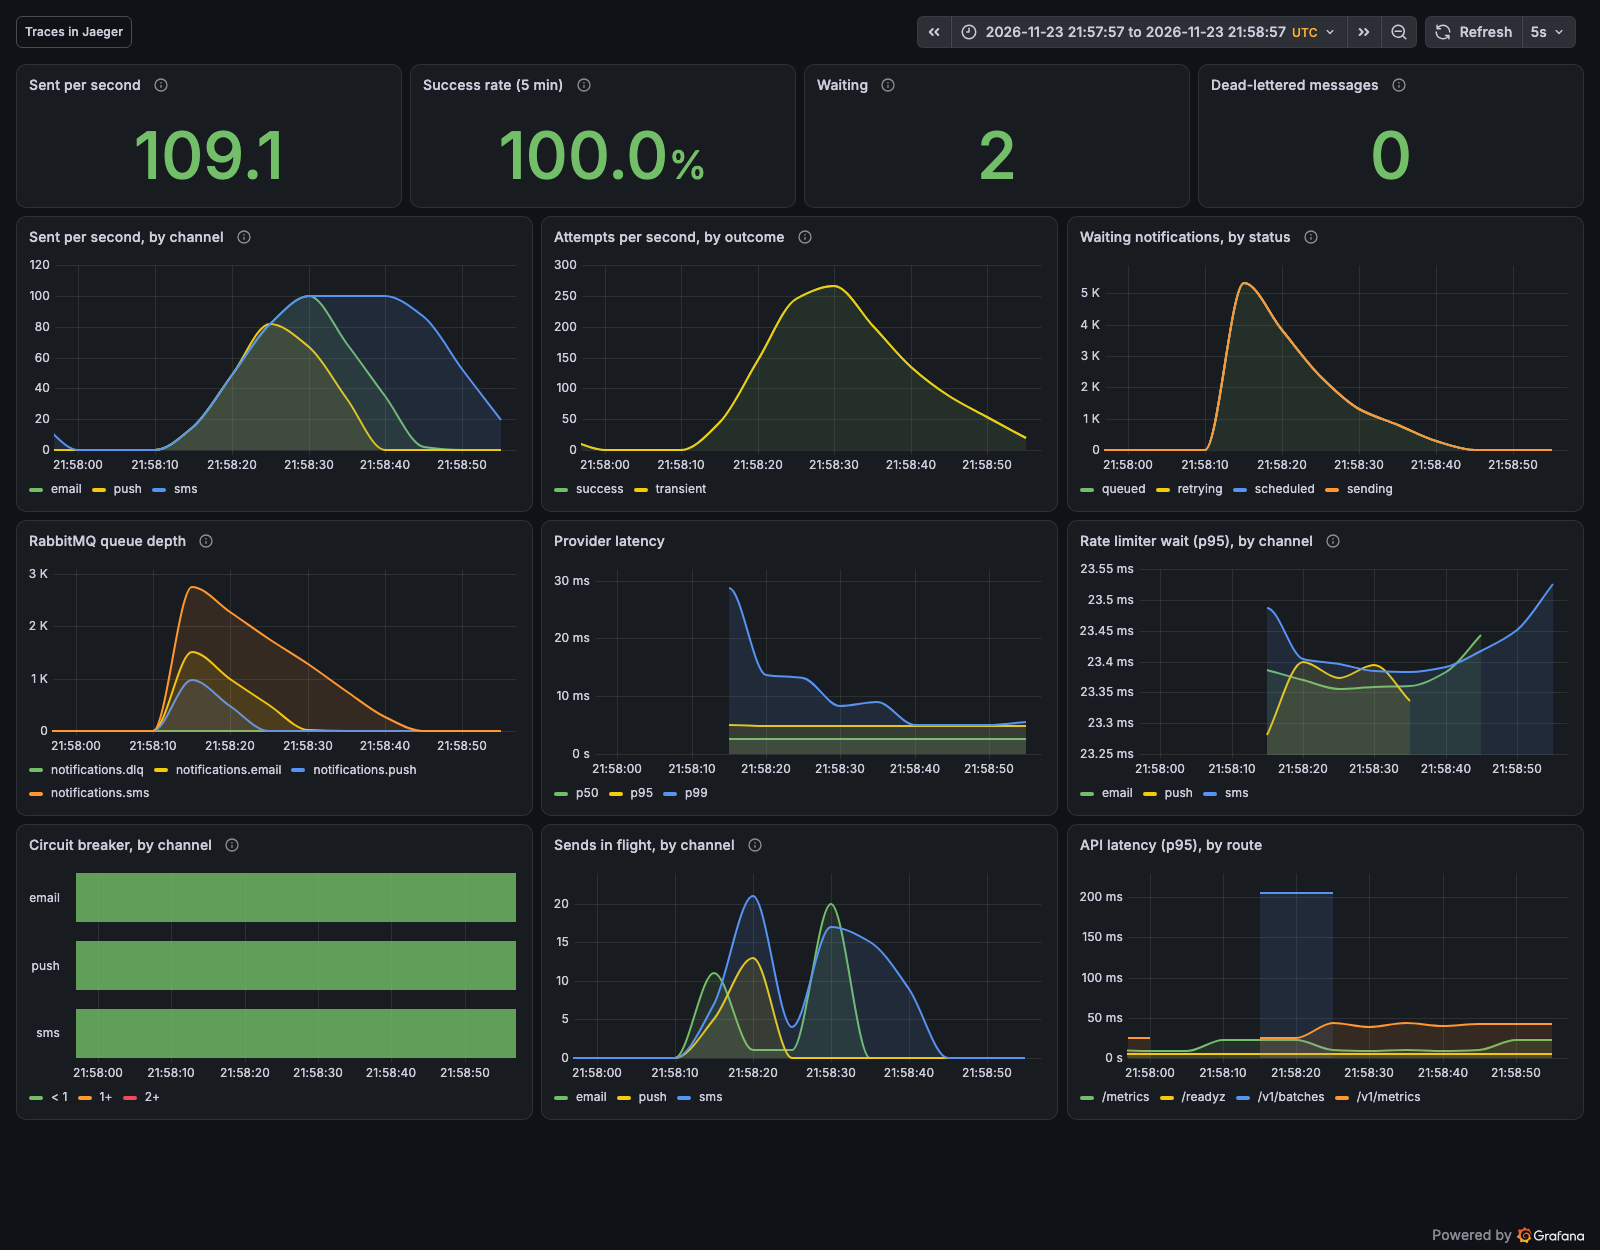 Traces in Jaeger
2026-11-23 21:57:57 to 2026-11-23 21:58:57 UTC
Refresh
5s
Sent per second
109.1
Success rate (5 min)
100.0%
Waiting
2
Dead-lettered messages
0
Sent per second, by channel
120
100
80
60
40
20
0
21:58:00 21:58:10 21:58:20 21:58:30 21:58:40 21:58:50
email push sms
Attempts per second, by outcome
300
250
200
150
100
50
0
21:58:00 21:58:10 21:58:20 21:58:30 21:58:40 21:58:50
success transient
Waiting notifications, by status
5 K
4 K
3 K
2 K
1 K
0
21:58:00 21:58:10 21:58:20 21:58:30 21:58:40 21:58:50
queued retrying scheduled sending
RabbitMQ queue depth
3 K
2 K
1 K
0
21:58:00 21:58:10 21:58:20 21:58:30 21:58:40 21:58:50
notifications.dlq notifications.email notifications.push
notifications.sms
Provider latency
30 ms
20 ms
10 ms
0 s
21:58:00 21:58:10 21:58:20 21:58:30 21:58:40 21:58:50
p50 p95 p99
Rate limiter wait (p95), by channel
23.55 ms
23.5 ms
23.45 ms
23.4 ms
23.35 ms
23.3 ms
23.25 ms
21:58:00 21:58:10 21:58:20 21:58:30 21:58:40 21:58:50
email push sms
Circuit breaker, by channel
email
push
sms
21:58:00 21:58:10 21:58:20 21:58:30 21:58:40 21:58:50
< 1 1+ 2+
Sends in flight, by channel
20
15
10
5
0
21:58:00 21:58:10 21:58:20 21:58:30 21:58:40 21:58:50
email push sms
API latency (p95), by route
200 ms
150 ms
100 ms
50 ms
0 s
21:58:00 21:58:10 21:58:20 21:58:30 21:58:40 21:58:50
/metrics /readyz /v1/batches /v1/metrics
Powered by Grafana